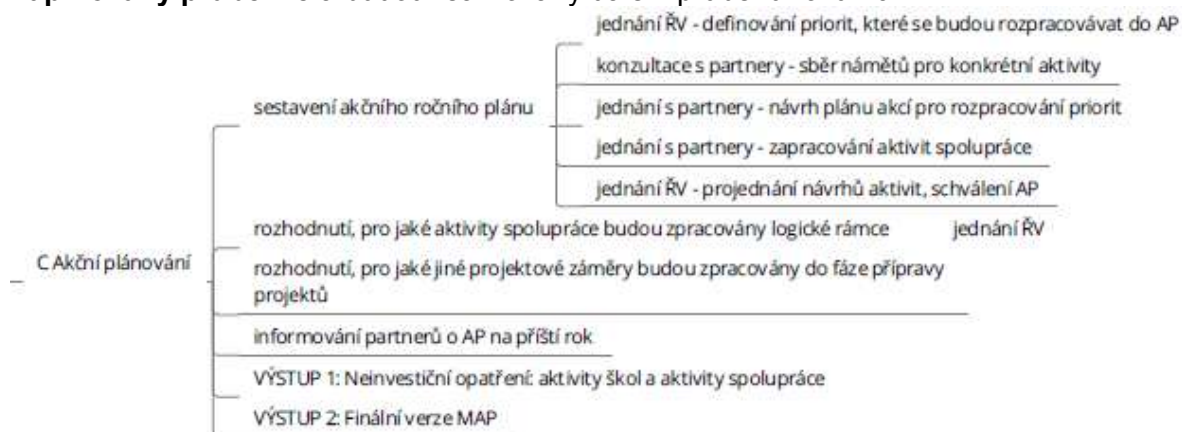 jednání ŘV - definování priorit, které se budou rozpracovávat do AP
konzultace s partnery - sběr námětů pro konkrétní aktivity
sestavení akčního ročního plánu
jednání s partnery - návrh plánu akcí pro rozpracování priorit
jednání s partnery - zapracování aktivit spolupráce
jednání ŘV - projednání návrhů aktivit, schválení AP
rozhodnutí, pro jaké aktivity spolupráce budou zpracovány logické rámce
jednání ŘV
C Akční plánování
rozhodnutí, pro jaké jiné projektové záměry budou zpracovány do fáze přípravy
projektů
informování partnerů o AP na příští rok
VÝSTUP 1: Neinvestiční opatření: aktivity škol a aktivity spolupráce
VÝSTUP 2: Finální verze MAP